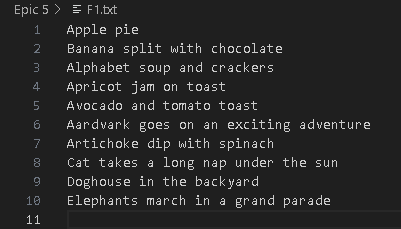 Epic 5 > F1.txt
1 Apple pie
2 Banana split with chocolate
3 Alphabet soup and crackers
4 Apricot jam on toast
5 Avocado and tomato toast
6 Aardvark goes on an exciting adventure
7 Artichoke dip with spinach
8 Cat takes a long nap under the sun
9 Doghouse in the backyard
10 Elephants march in a grand parade
11